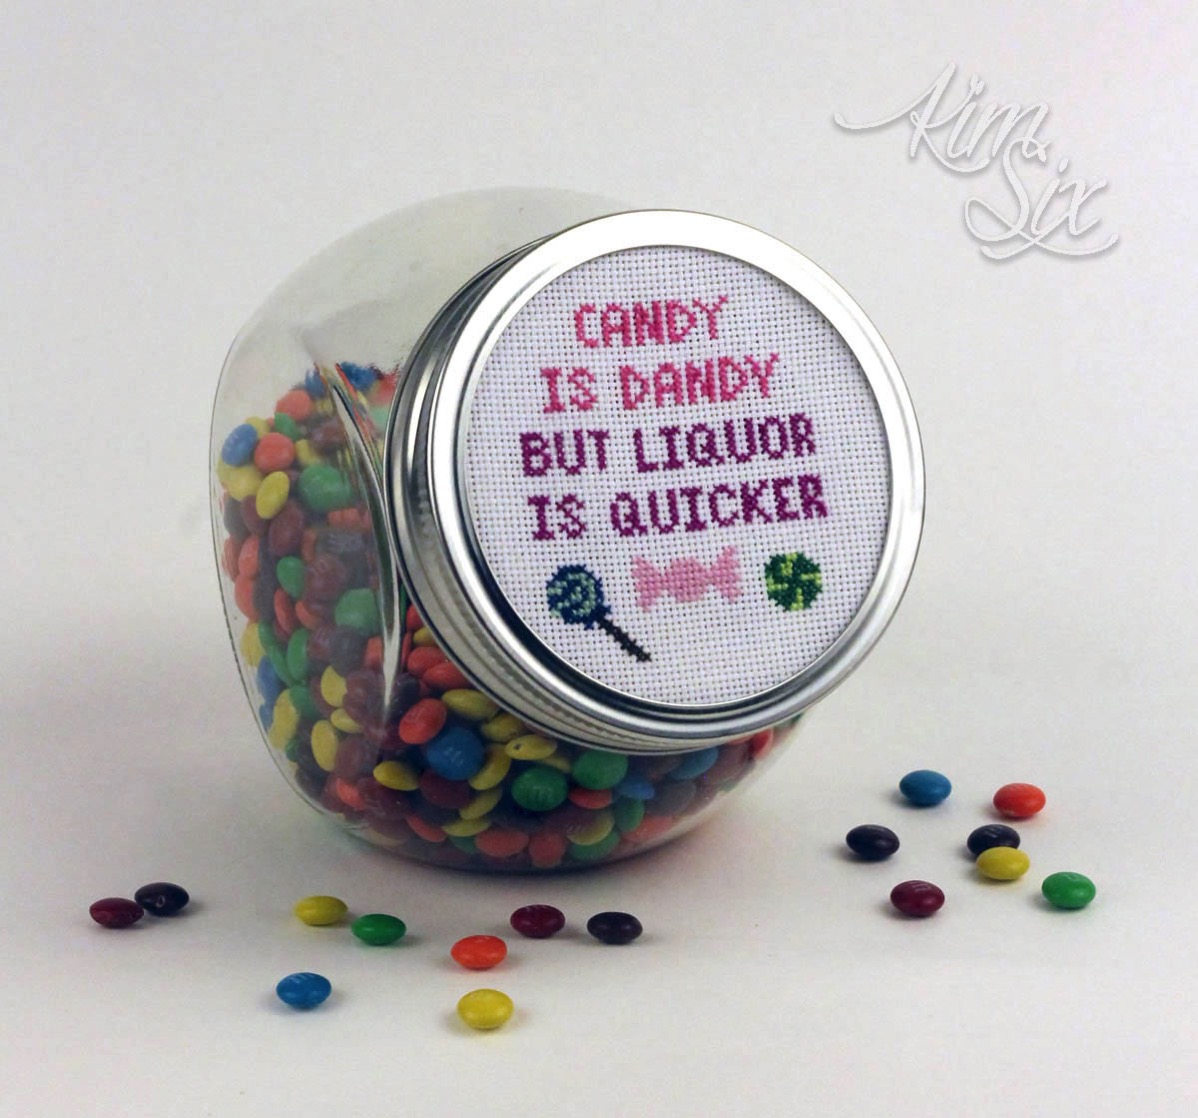 Kim
Six
CANDY
IS DANDY
BUT LIQUOR
IS QUICKER